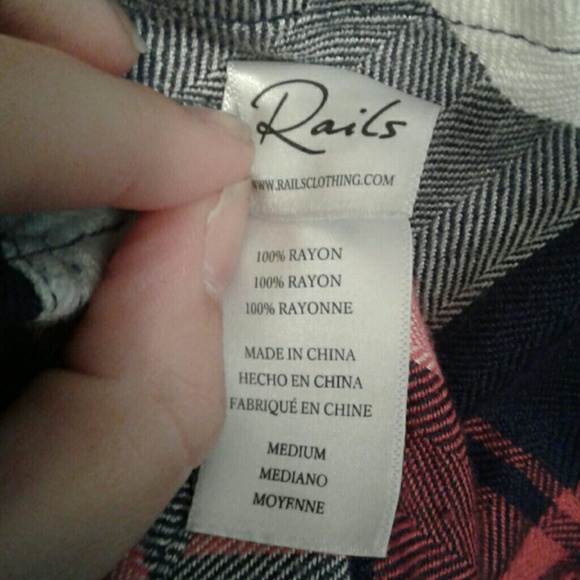 Rails
WWW.RAILSCLOTHING.COM
100% RAYON
100% RAYON
100% RAYONNE
MADE IN CHINA
HECHO EN CHINA
FABRIQUÉ EN CHINE
MEDIUM
MEDIANO
MOYENNE